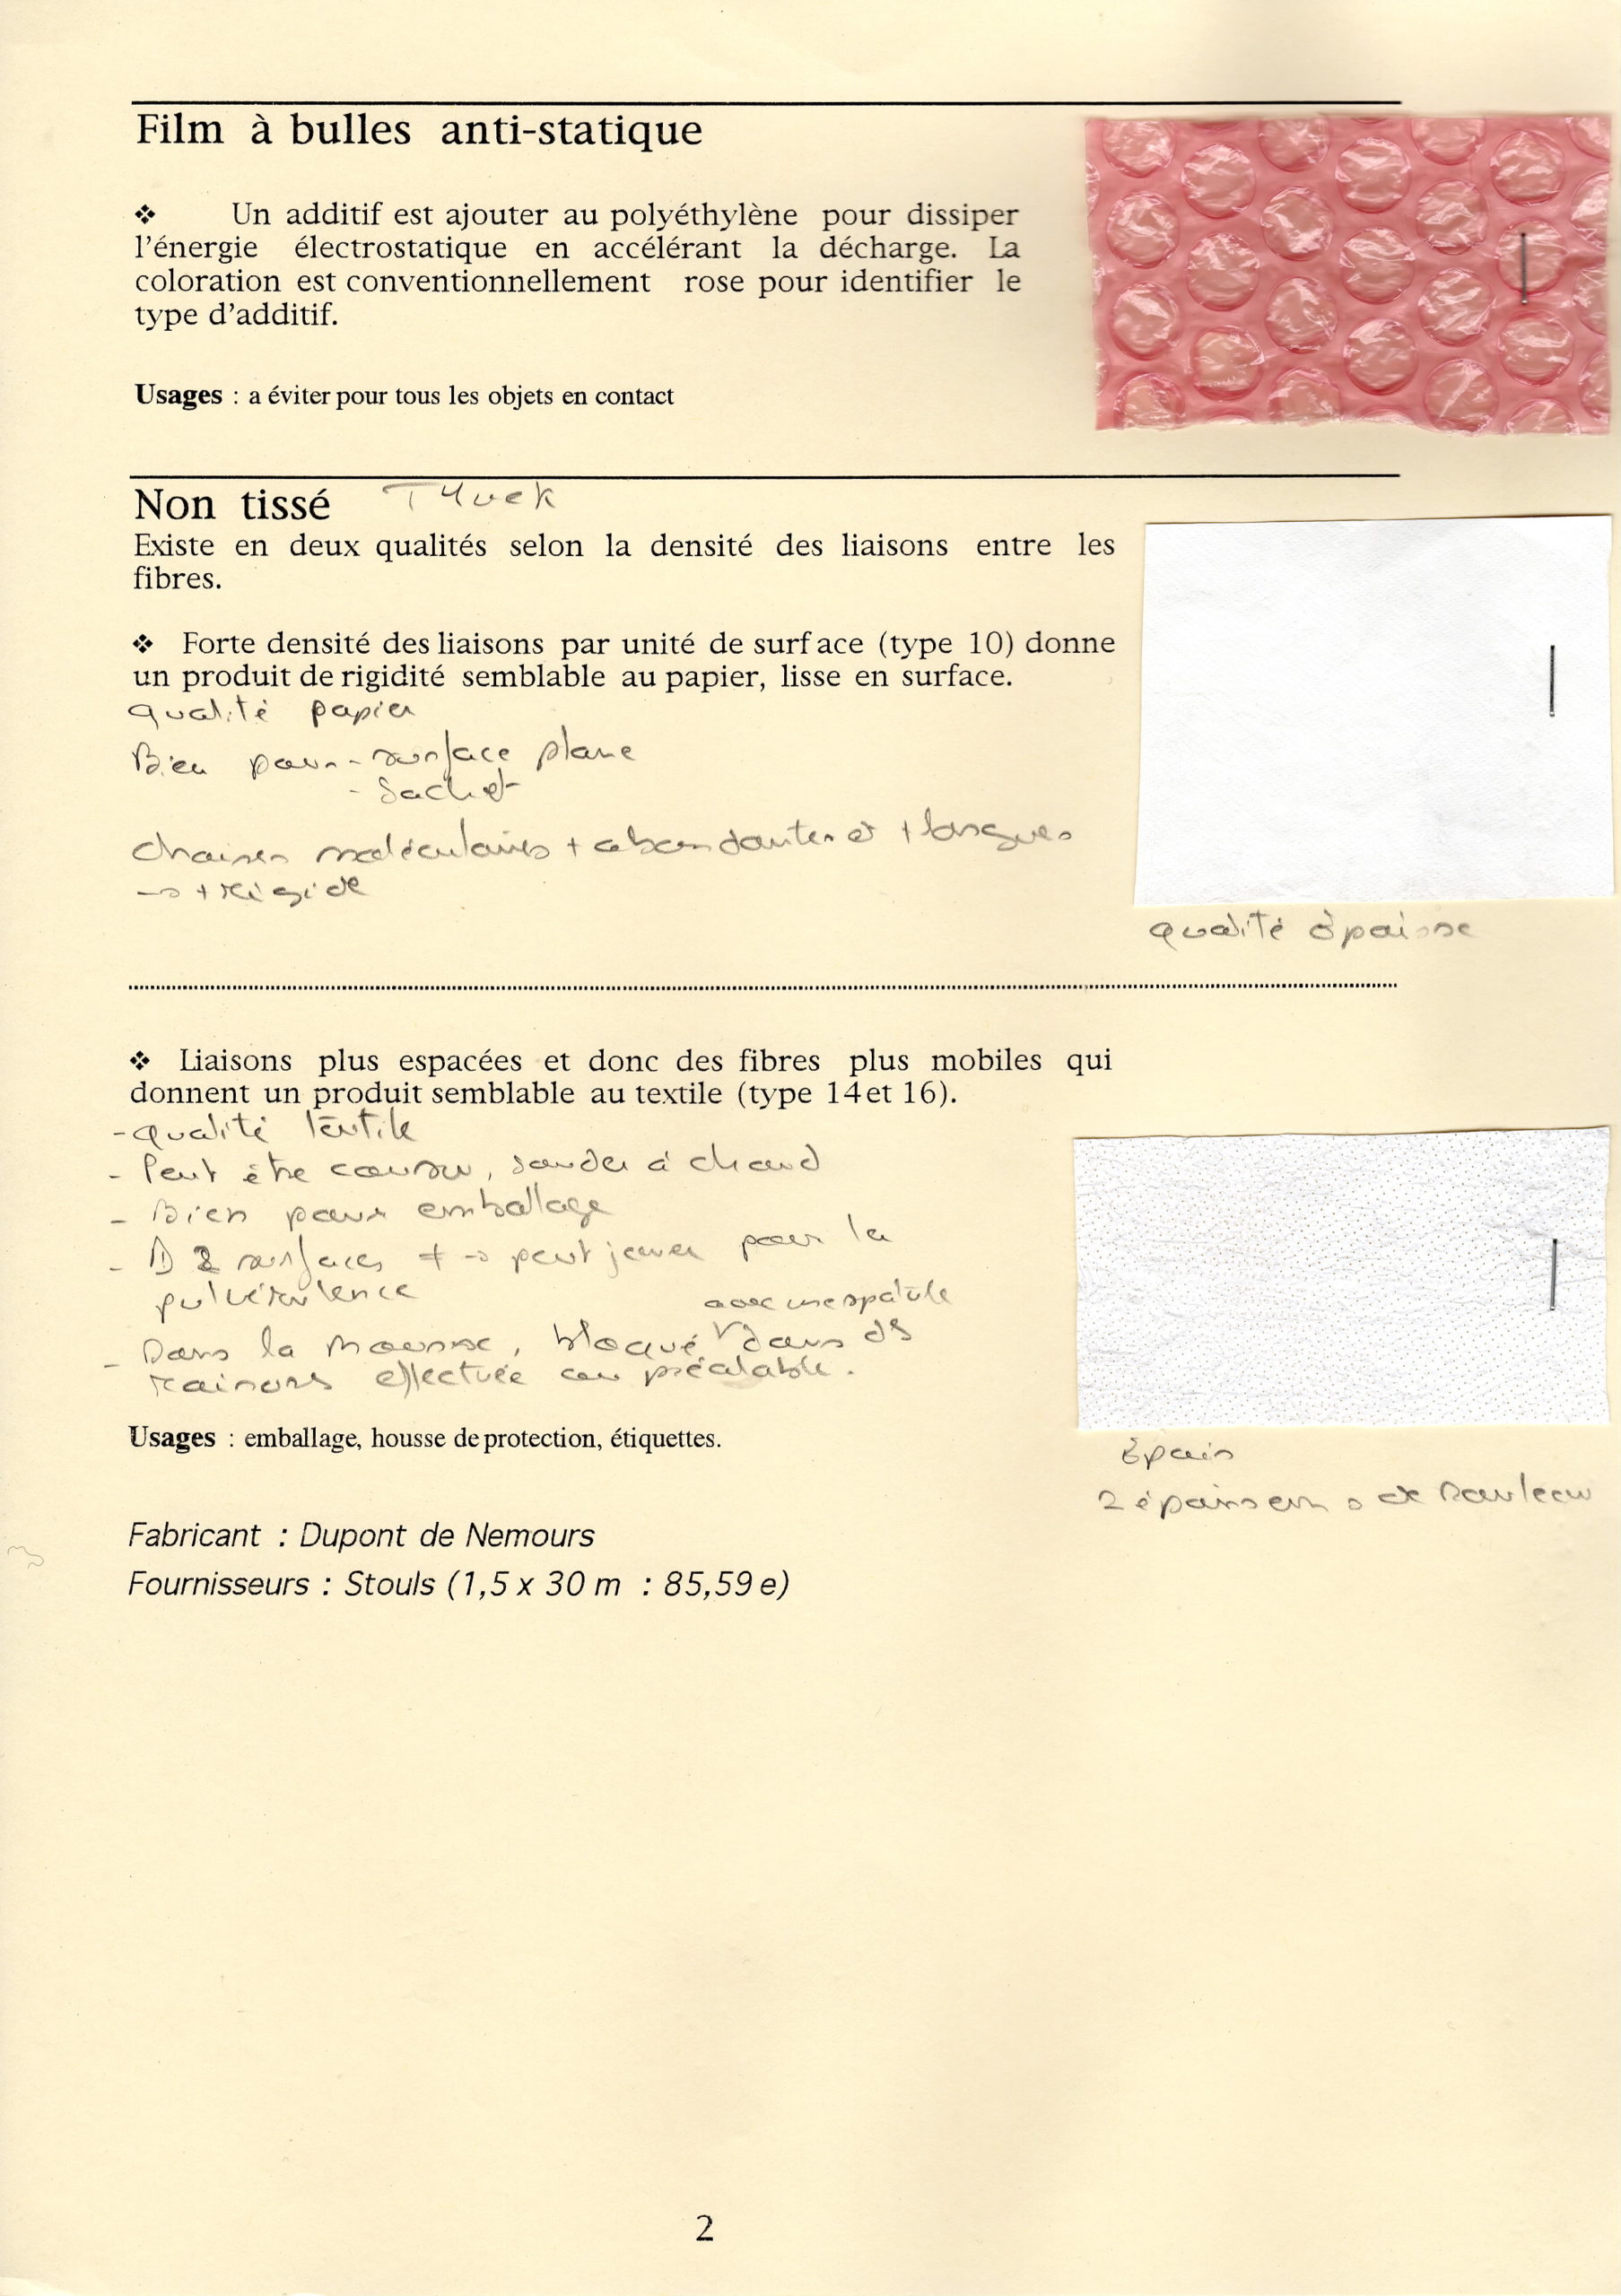 Film à bulles anti-statique
❖ Un additif est ajouter au polyéthylène pour dissiper
l'énergie électrostatique en accélérant la décharge. La
coloration est conventionnellement rose pour identifier le
type d'additif.
Usages : a éviter pour tous les objets en contact
Non tissé Tyvek
Existe en deux qualités selon la densité des liaisons entre les
fibres.
❖ Forte densité des liaisons par unité de surface (type 10) donne
un produit de rigidité semblable au papier, lisse en surface.
qualité papier
Bien pour - surface plane
- Sachet
chaines moléculaires + abondantes et + longues
→ + rigide
qualité épaisse
❖ Liaisons plus espacées et donc des fibres plus mobiles qui
donnent un produit semblable au textile (type 14 et 16).
- qualité textile
- Peut être cousu, souder à chaud
- Bien pour emballage
- 2 surfaces ≠ → peut jouer pour la
pulvérulence
avec une spatule
- Dans la mousse, bloqué dans ds
rainures effectuée au préalable.
Usages : emballage, housse de protection, étiquettes.
épais
2 épaisseurs de rouleau
Fabricant : Dupont de Nemours
Fournisseurs : Stouls (1,5 x 30 m : 85,59 e)
2